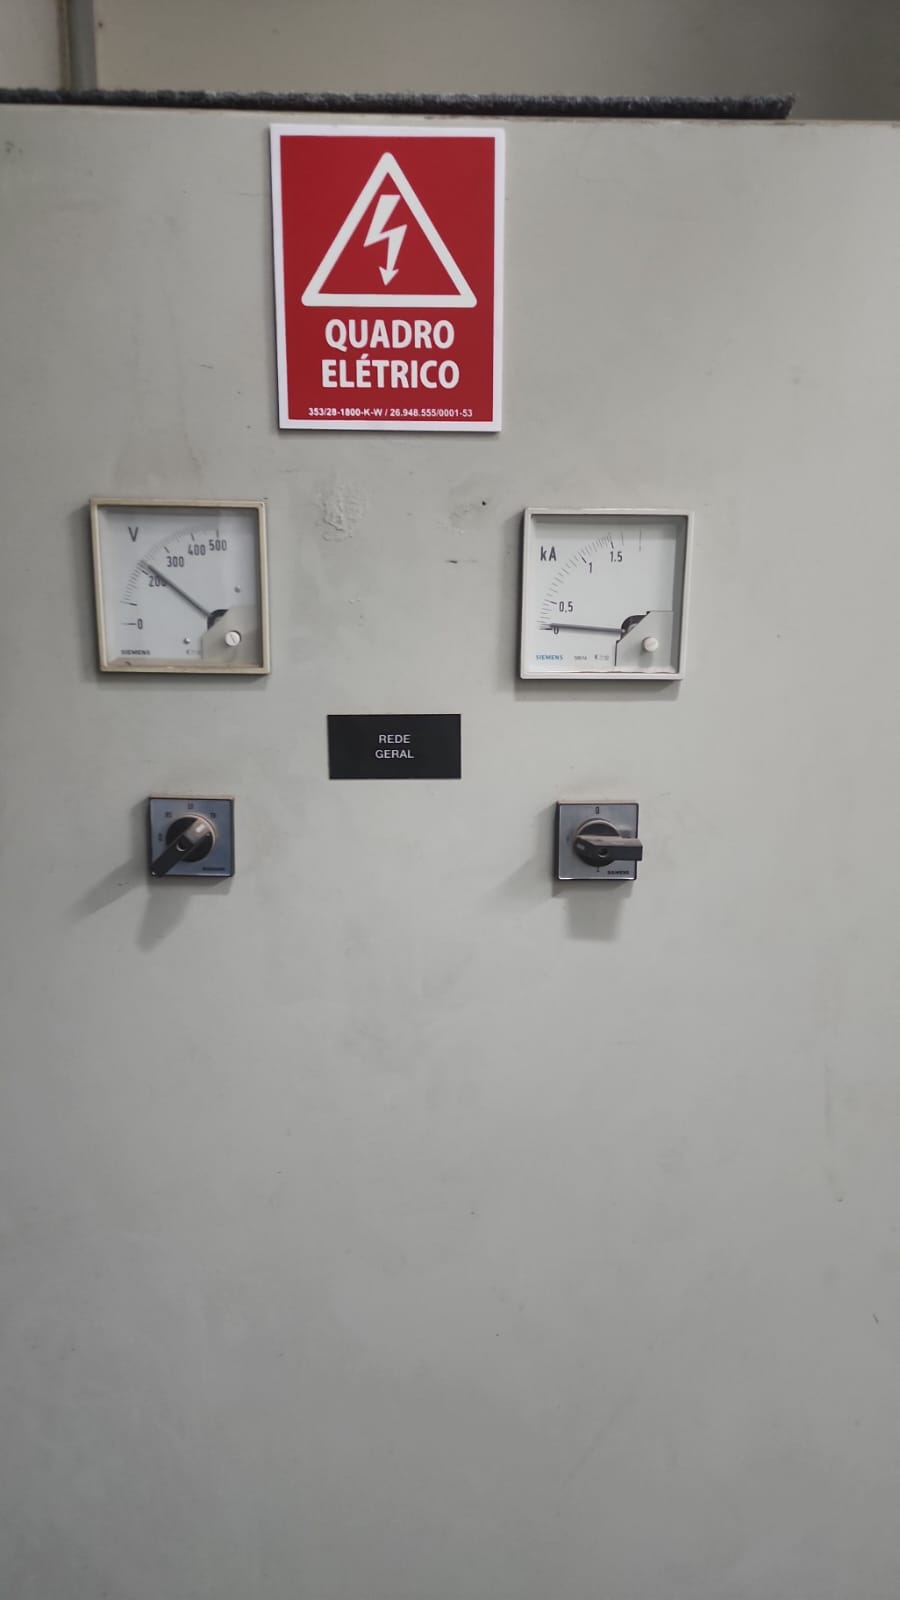 QUADRO
ELÉTRICO
353/28-1800-K-W / 26.948.555/0001-53
V
500
400
300
200
0
SIEMENS
kA
1.5
1
0,5
0
SIEMENS
REDE
GERAL
0
SIEMENS